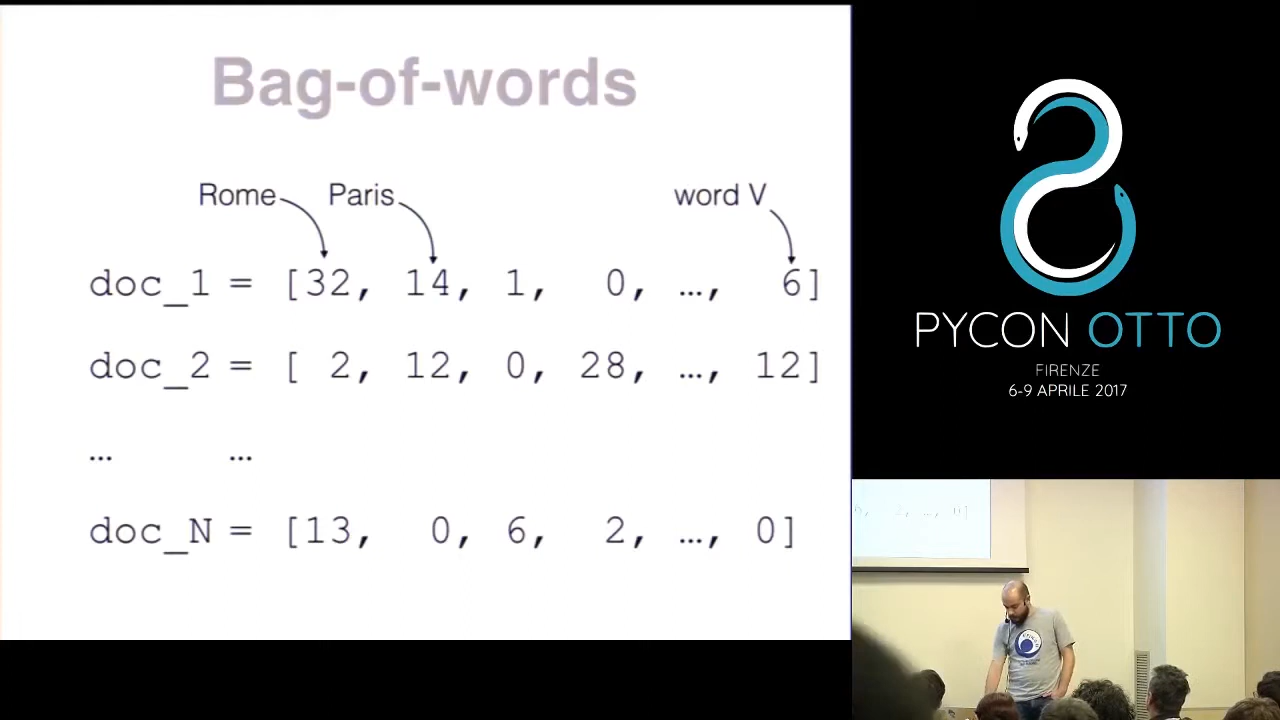 Bag-of-words
Rome Paris word V
doc_1 = [32, 14, 1, 0, …, 6]
doc_2 = [ 2, 12, 0, 28, …, 12]
… …
doc_N = [13, 0, 6, 2, …, 0]
PYCON OTTO
FIRENZE
6-9 APRILE 2017